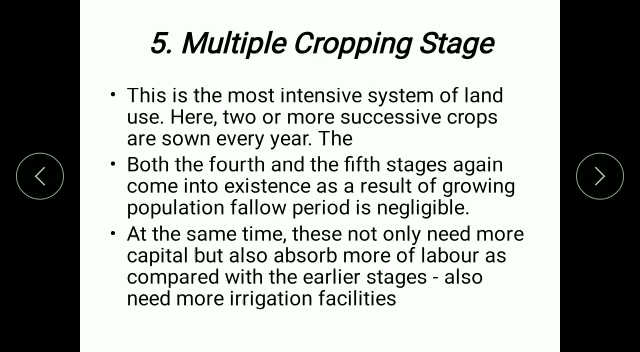 5. Multiple Cropping Stage
• This is the most intensive system of land
use. Here, two or more successive crops
are sown every year. The
• Both the fourth and the fifth stages again
come into existence as a result of growing
population fallow period is negligible.
• At the same time, these not only need more
capital but also absorb more of labour as
compared with the earlier stages - also
need more irrigation facilities